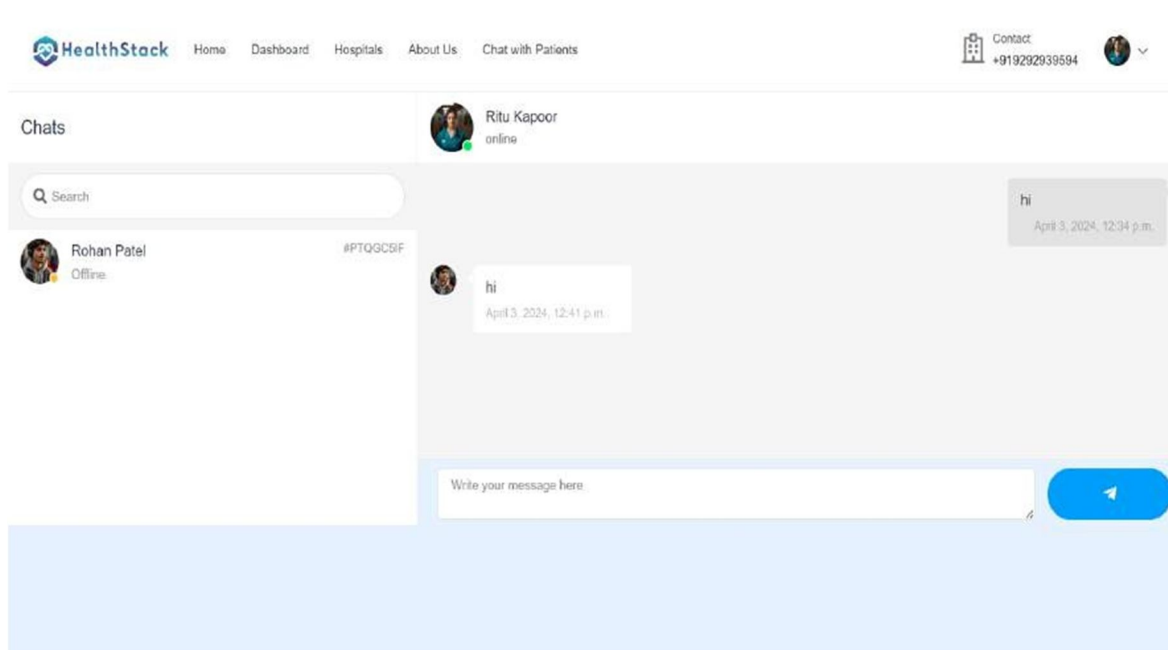 HealthStack Home Dashboard Hospitals About Us Chat with Patients
Contact
+919292939594
Chats
Search
Rohan Patel #PTQGC5IF
Offline
Ritu Kapoor
online
hi
April 3, 2024, 12:34 p.m.
hi
April 3, 2024, 12:41 p.m.
Write your message here